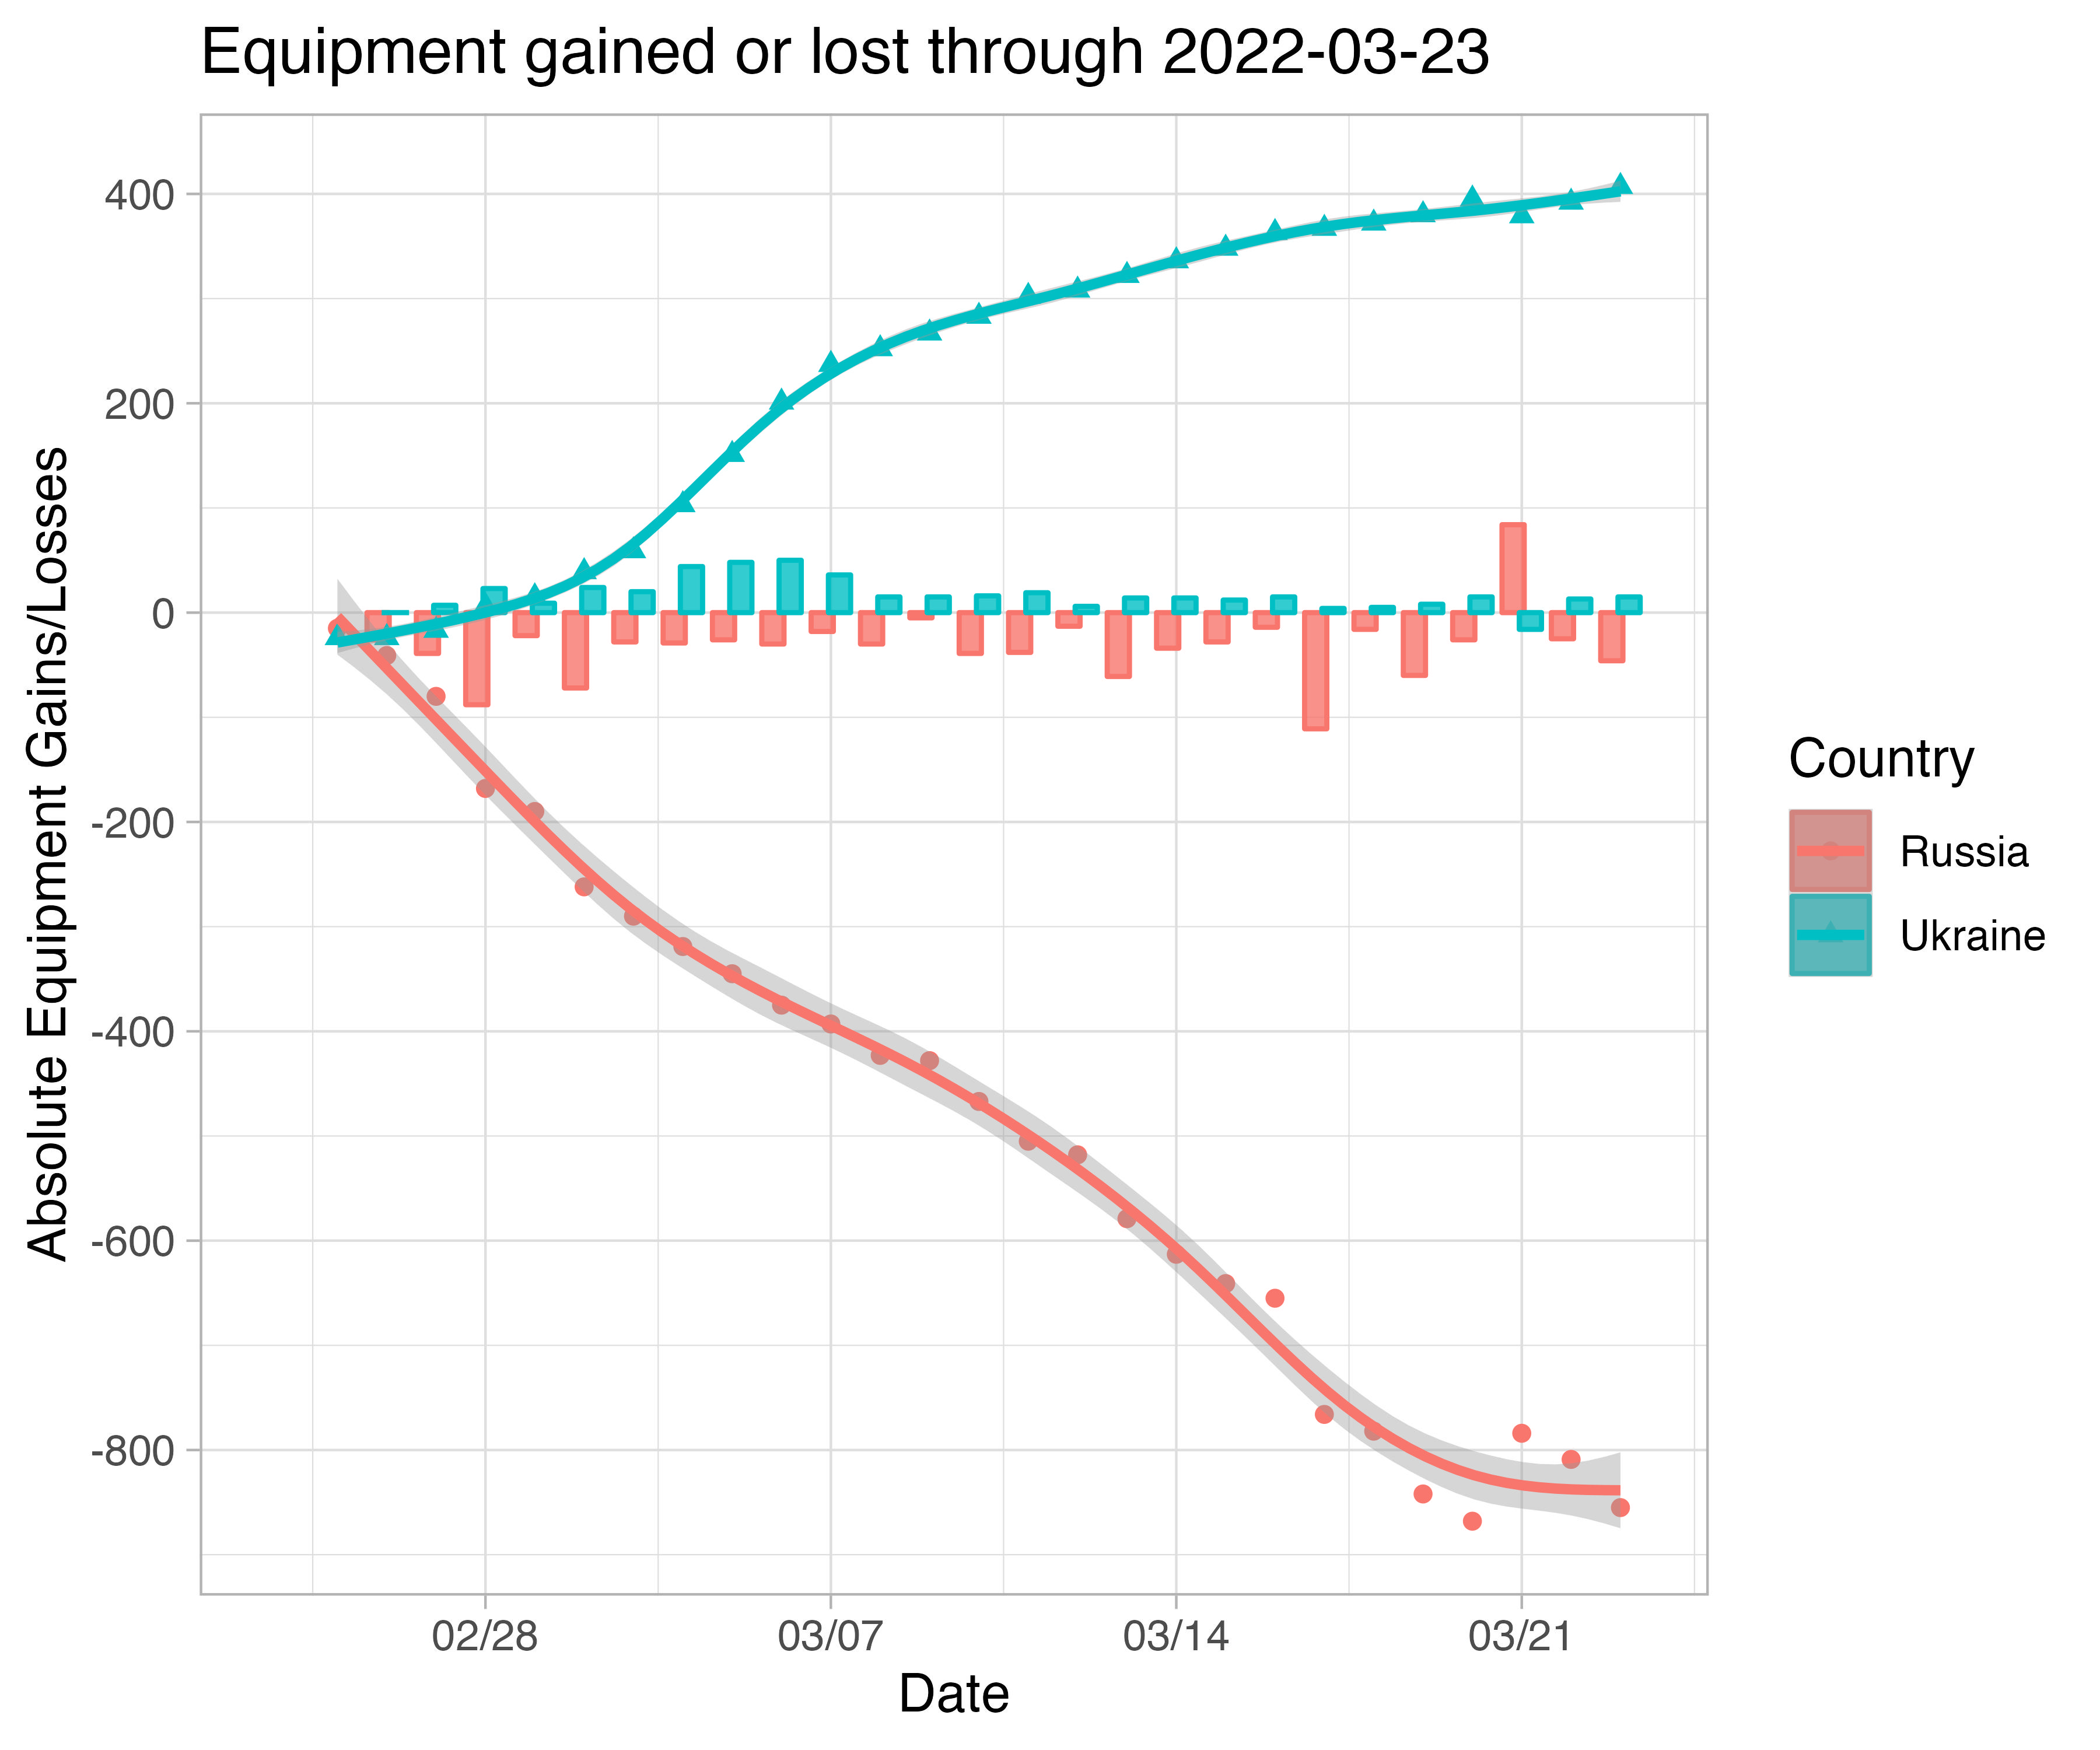 Equipment gained or lost through 2022-03-23
Absolute Equipment Gains/Losses
400
200
0
-200
-400
-600
-800
02/28
03/07
03/14
03/21
Date
Country
Russia
Ukraine